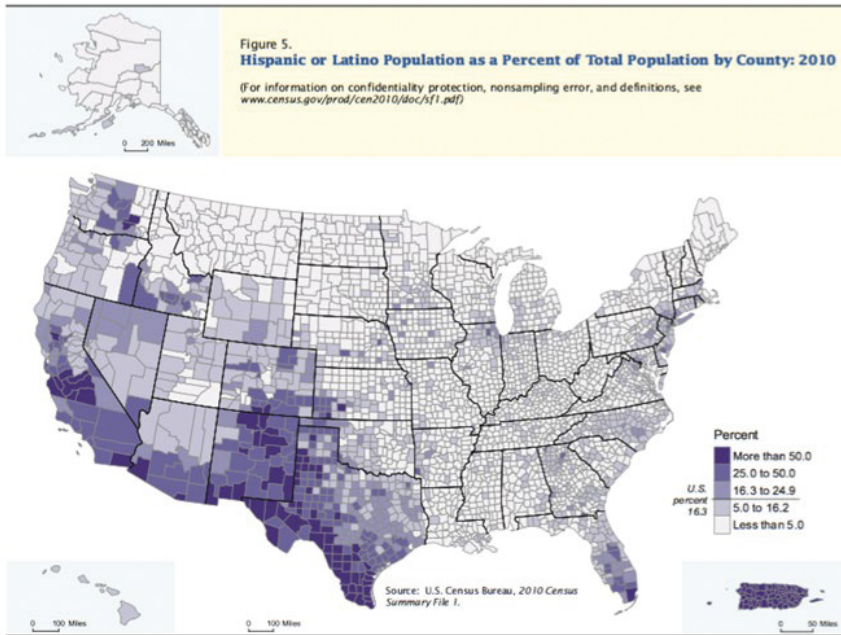 Figure 5.
Hispanic or Latino Population as a Percent of Total Population by County: 2010
(For information on confidentiality protection, nonsampling error, and definitions, see
www.census.gov/prod/cen2010/doc/sf1.pdf)
0 200 Miles
Percent
More than 50.0
25.0 to 50.0
16.3 to 24.9
U.S.
percent
16.3
5.0 to 16.2
Less than 5.0
Source: U.S. Census Bureau, 2010 Census
Summary File 1.
0 100 Miles
0 100 Miles
0 50 Miles